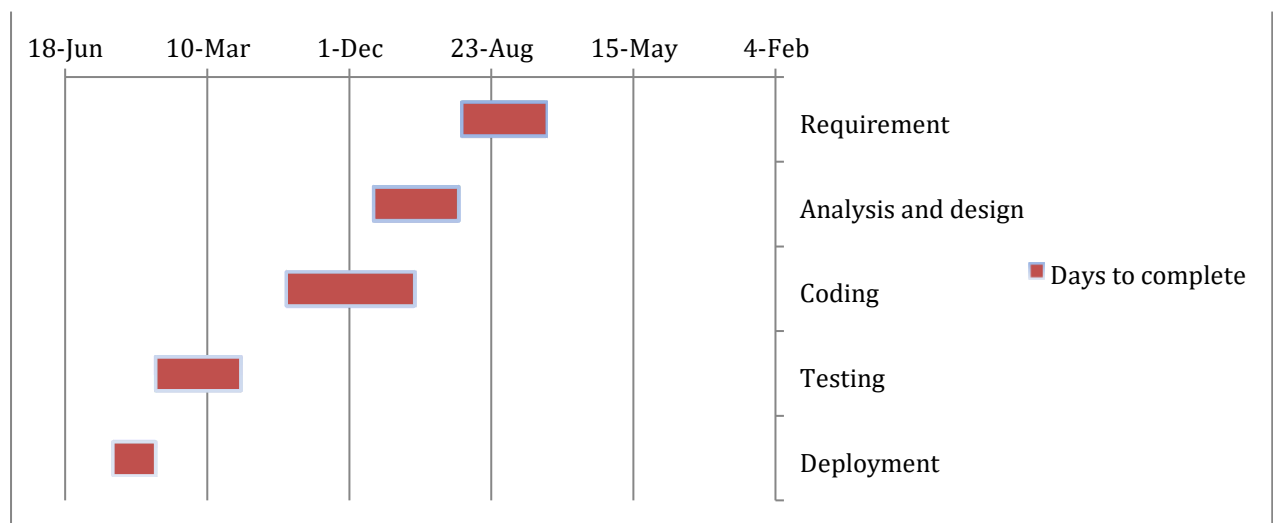 18-Jun 10-Mar 1-Dec 23-Aug 15-May 4-Feb
Requirement
Analysis and design
Days to complete
Coding
Testing
Deployment